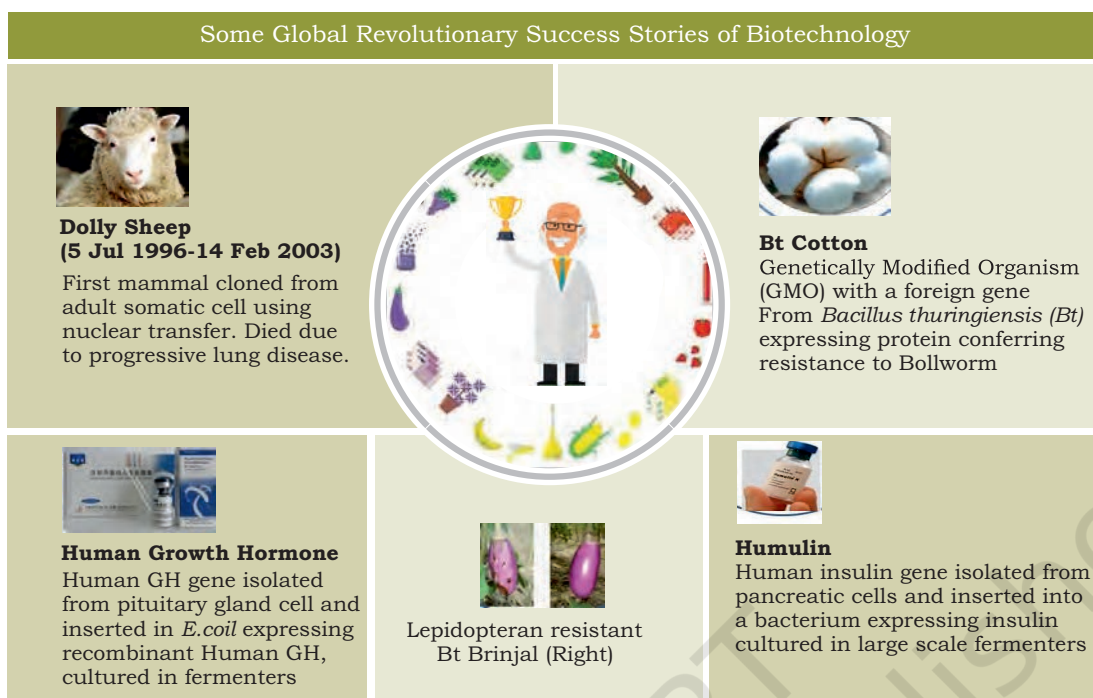 Some Global Revolutionary Success Stories of Biotechnology
Dolly Sheep
(5 Jul 1996-14 Feb 2003)
First mammal cloned from
adult somatic cell using
nuclear transfer. Died due
to progressive lung disease.
Bt Cotton
Genetically Modified Organism
(GMO) with a foreign gene
From Bacillus thuringiensis (Bt)
expressing protein conferring
resistance to Bollworm
Human Growth Hormone
Human GH gene isolated
from pituitary gland cell and
inserted in E.coli expressing
recombinant Human GH,
cultured in fermenters
Lepidopteran resistant
Bt Brinjal (Right)
Humulin
Human insulin gene isolated from
pancreatic cells and inserted into
a bacterium expressing insulin
cultured in large scale fermenters